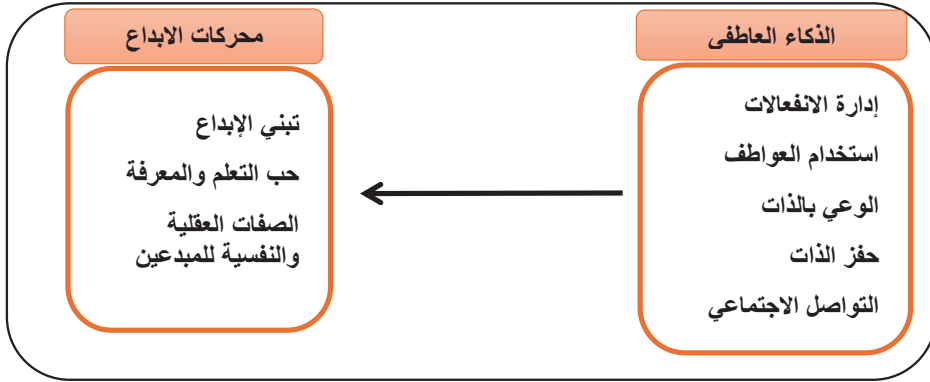 الذكاء العاطفى
إدارة الانفعالات
استخدام العواطف
الوعي بالذات
حفز الذات
التواصل الاجتماعي
محركات الابداع
تبني الإبداع
حب التعلم والمعرفة
الصفات العقلية
والنفسية للمبدعين